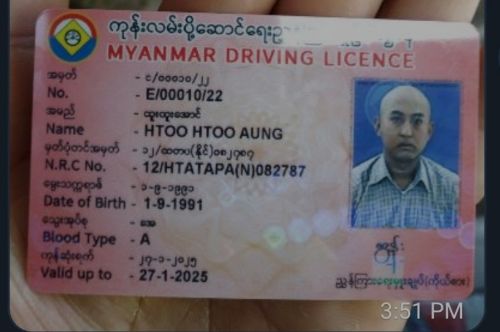 ကုန်းလမ်းပို့ဆောင်ရေးညွှန်
MYANMAR DRIVING LICENCE
အမှတ် - င/၀၀၀၁၀/၂၂
No. - E/00010/22
အမည် - ထူးထူးအောင်
Name - HTOO HTOO AUNG
မှတ်ပုံတင်အမှတ် - ၁၂/ထတပ(နိုင်)၀၈၂၇၈၇
N.R.C No. - 12/HTATAPA(N)082787
မွေးသက္ကရာဇ် - ၁-၉-၁၉၉၁
Date of Birth - 1-9-1991
သွေးအုပ်စု - အေ
Blood Type - A
ကုန်ဆုံးရက် - ၂၇-၁-၂၀၂၅
Valid up to - 27-1-2025
ညွှန်ကြားရေးမှူးချုပ်(ကိုယ်စား)
3:51 PM